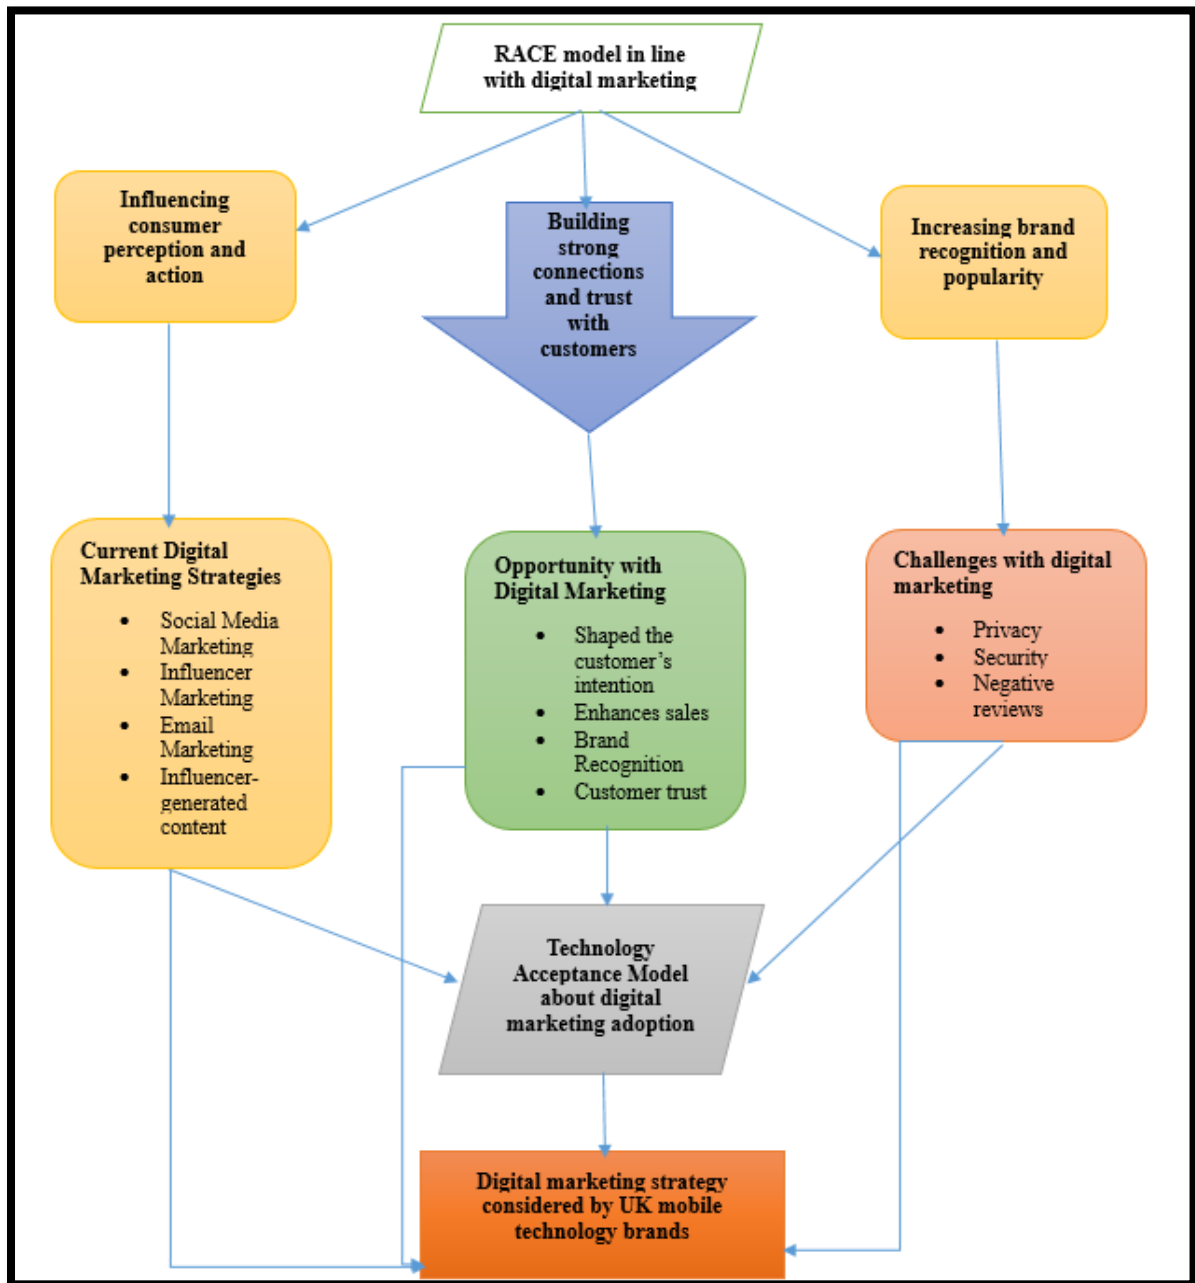 RACE model in line
with digital marketing
Influencing
consumer
perception and
action
Building
strong
connections
and trust
with
customers
Increasing brand
recognition and
popularity
Current Digital
Marketing Strategies
• Social Media
Marketing
• Influencer
Marketing
• Email
Marketing
• Influencer-
generated
content
Opportunity with
Digital Marketing
• Shaped the
customer’s
intention
• Enhances sales
• Brand
Recognition
• Customer trust
Challenges with digital
marketing
• Privacy
• Security
• Negative
reviews
Technology
Acceptance Model
about digital
marketing adoption
Digital marketing strategy
considered by UK mobile
technology brands